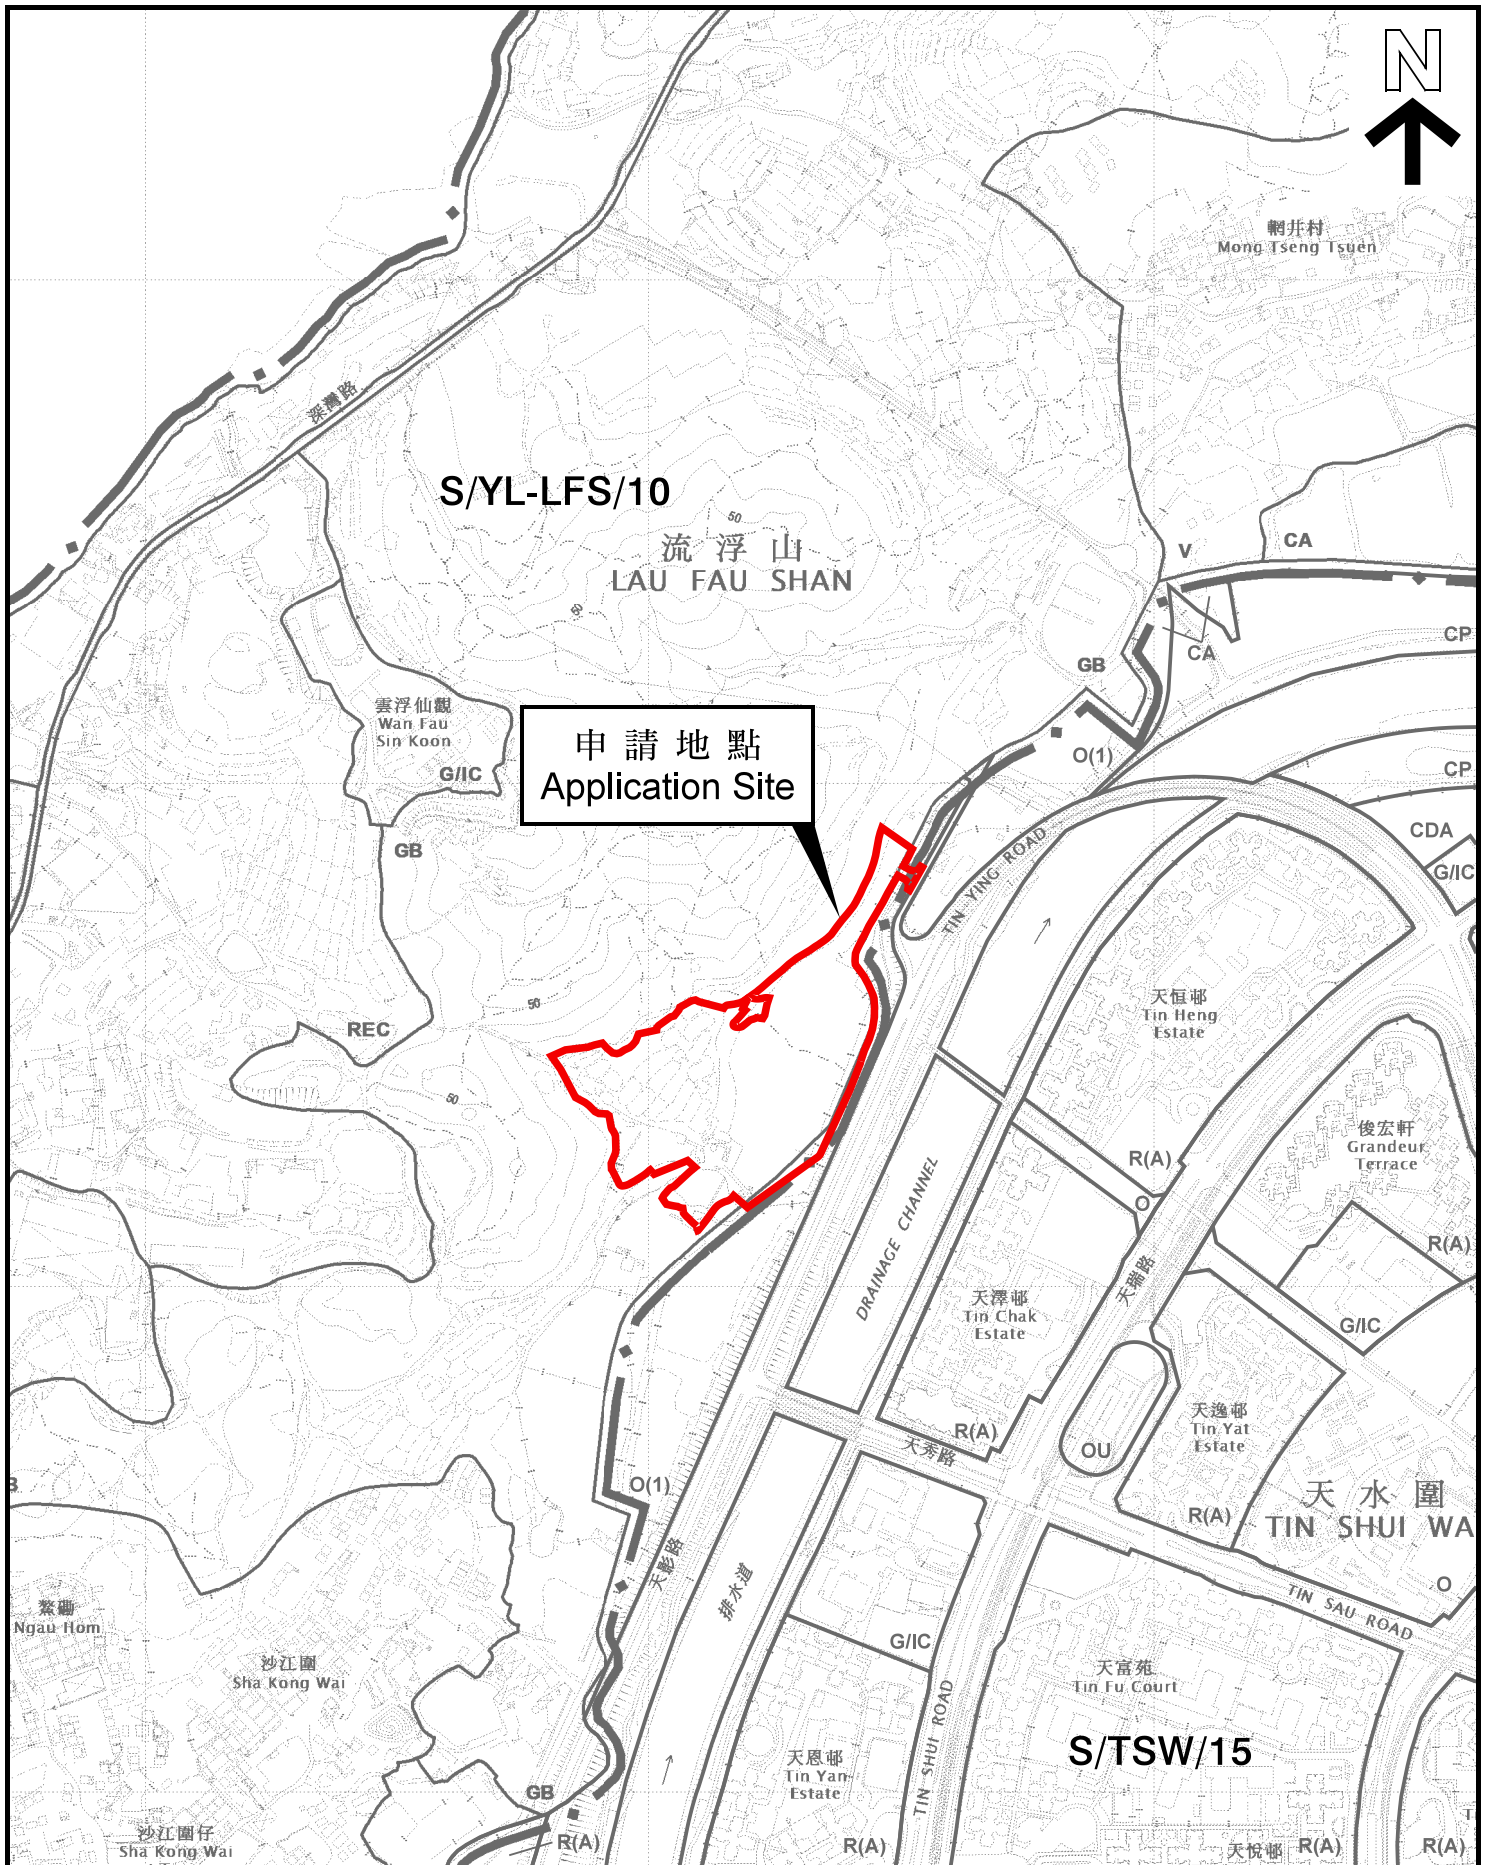 N
網井村
Mong Tseng Tsuen
深灣路
S/YL-LFS/10
50
流浮山
LAU FAU SHAN
50
V
CA
CA
CP
GB
雲浮仙觀
Wan Fau
Sin Koon
G/IC
申請地點
Application Site
O(1)
CP
GB
TIN YING ROAD
CDA
G/IC
50
REC
天恒邨
Tin Heng
Estate
50
俊宏軒
Grandeur
Terrace
R(A)
O
DRAINAGE CHANNEL
R(A)
天瑞路
天澤邨
Tin Chak
Estate
G/IC
天逸邨
Tin Yat
Estate
R(A)
天秀路
OU
O(1)
R(A)
天水圍
TIN SHUI WA
天影路
排水道
O
TIN SAU ROAD
鰲磡
Ngau Hom
沙江圍
Sha Kong Wai
G/IC
天富苑
Tin Fu Court
TIN SHUI ROAD
S/TSW/15
天恩邨
Tin Yan
Estate
GB
沙江圍仔
Sha Kong Wai
R(A)
R(A)
天悅邨
R(A)
R(A)